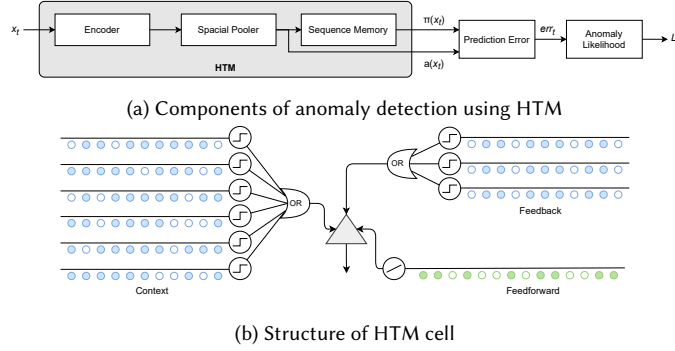 x_t Encoder Spacial Pooler Sequence Memory π(x_t) Prediction Error err_t Anomaly Likelihood L
a(x_t)
HTM
(a) Components of anomaly detection using HTM
OR OR
Feedback
Context Feedforward
(b) Structure of HTM cell